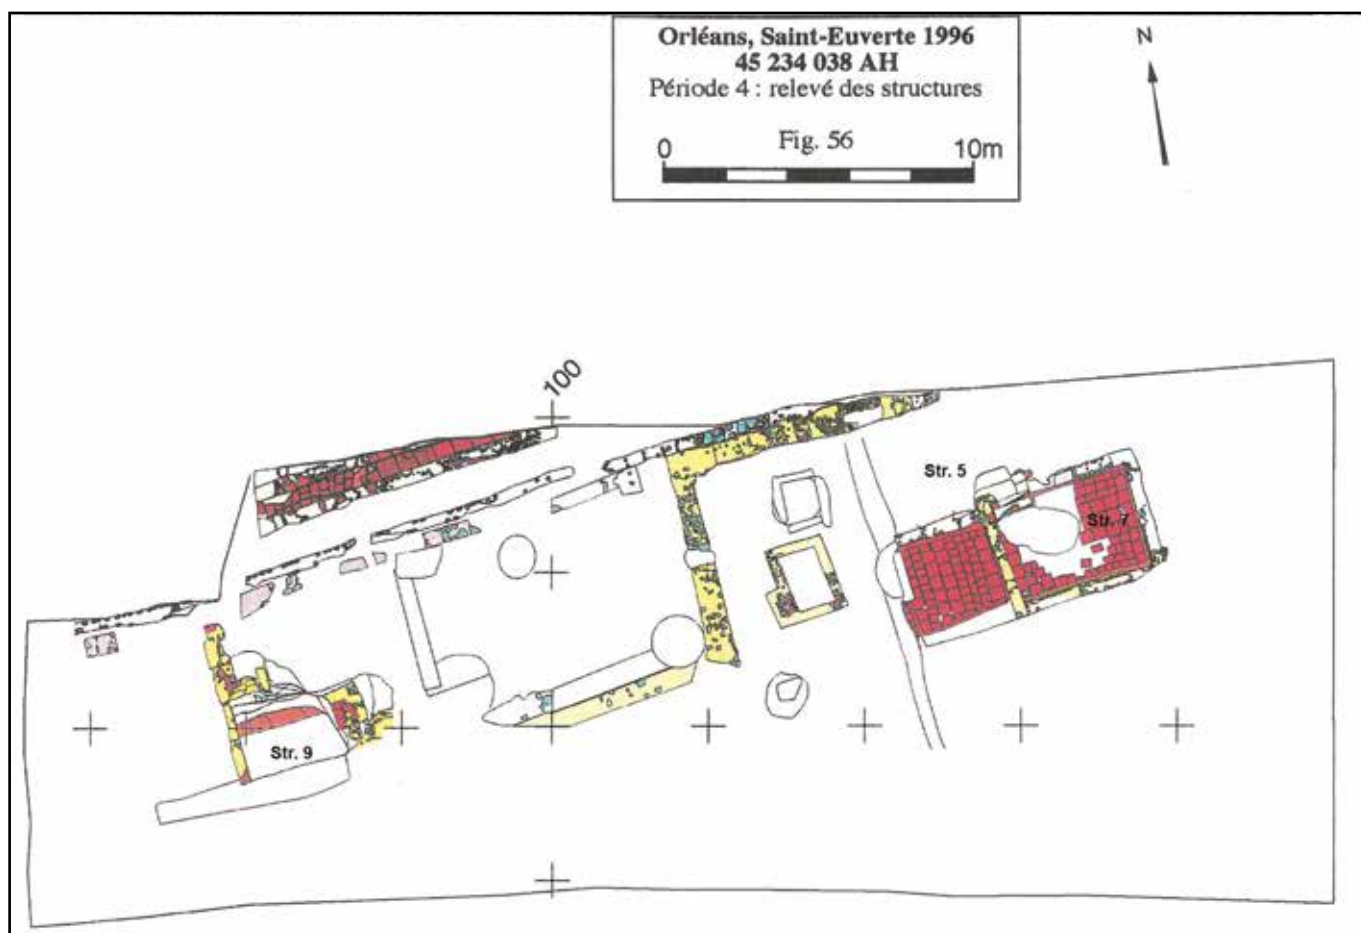 Orléans, Saint-Euverte 1996
45 234 038 AH
Période 4 : relevé des structures
Fig. 56
0 10m
N
100
Str. 5
Str. 7
Str. 9